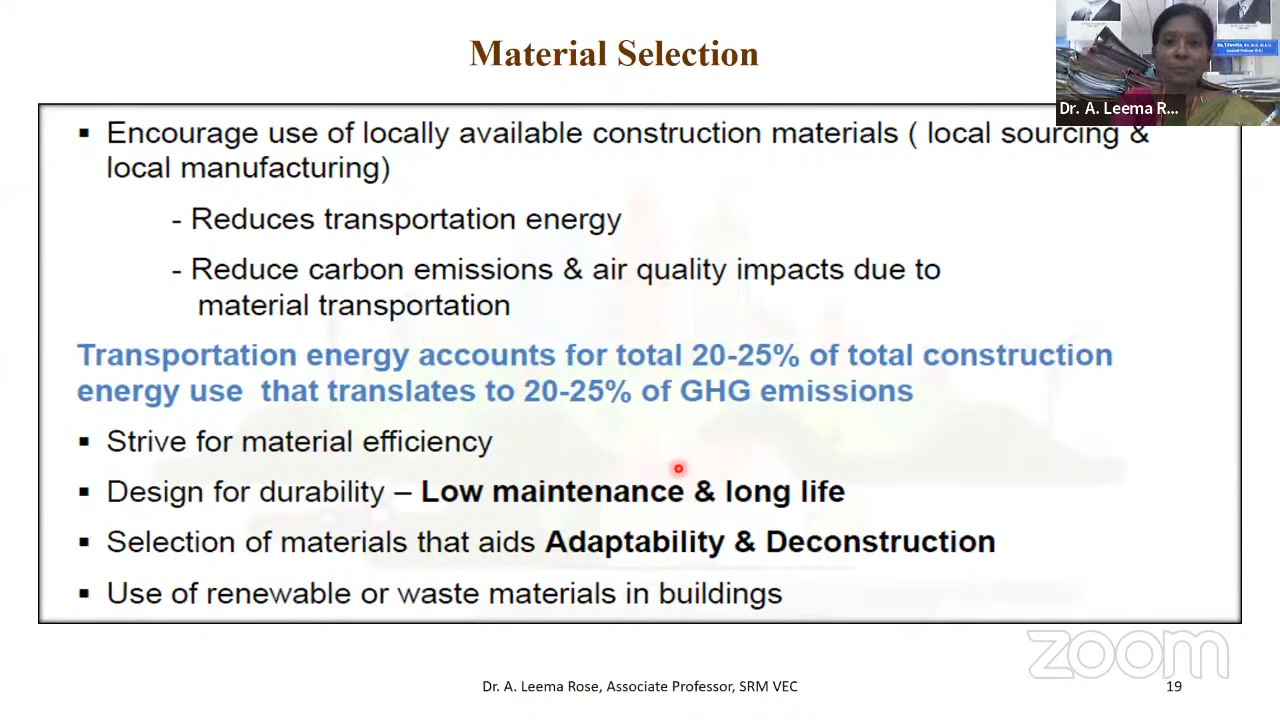 Material Selection
Dr. A. Leema R...
▪ Encourage use of locally available construction materials ( local sourcing &
local manufacturing)
- Reduces transportation energy
- Reduce carbon emissions & air quality impacts due to
material transportation
Transportation energy accounts for total 20-25% of total construction
energy use that translates to 20-25% of GHG emissions
▪ Strive for material efficiency
▪ Design for durability – Low maintenance & long life
▪ Selection of materials that aids Adaptability & Deconstruction
▪ Use of renewable or waste materials in buildings
zoom
Dr. A. Leema Rose, Associate Professor, SRM VEC
19